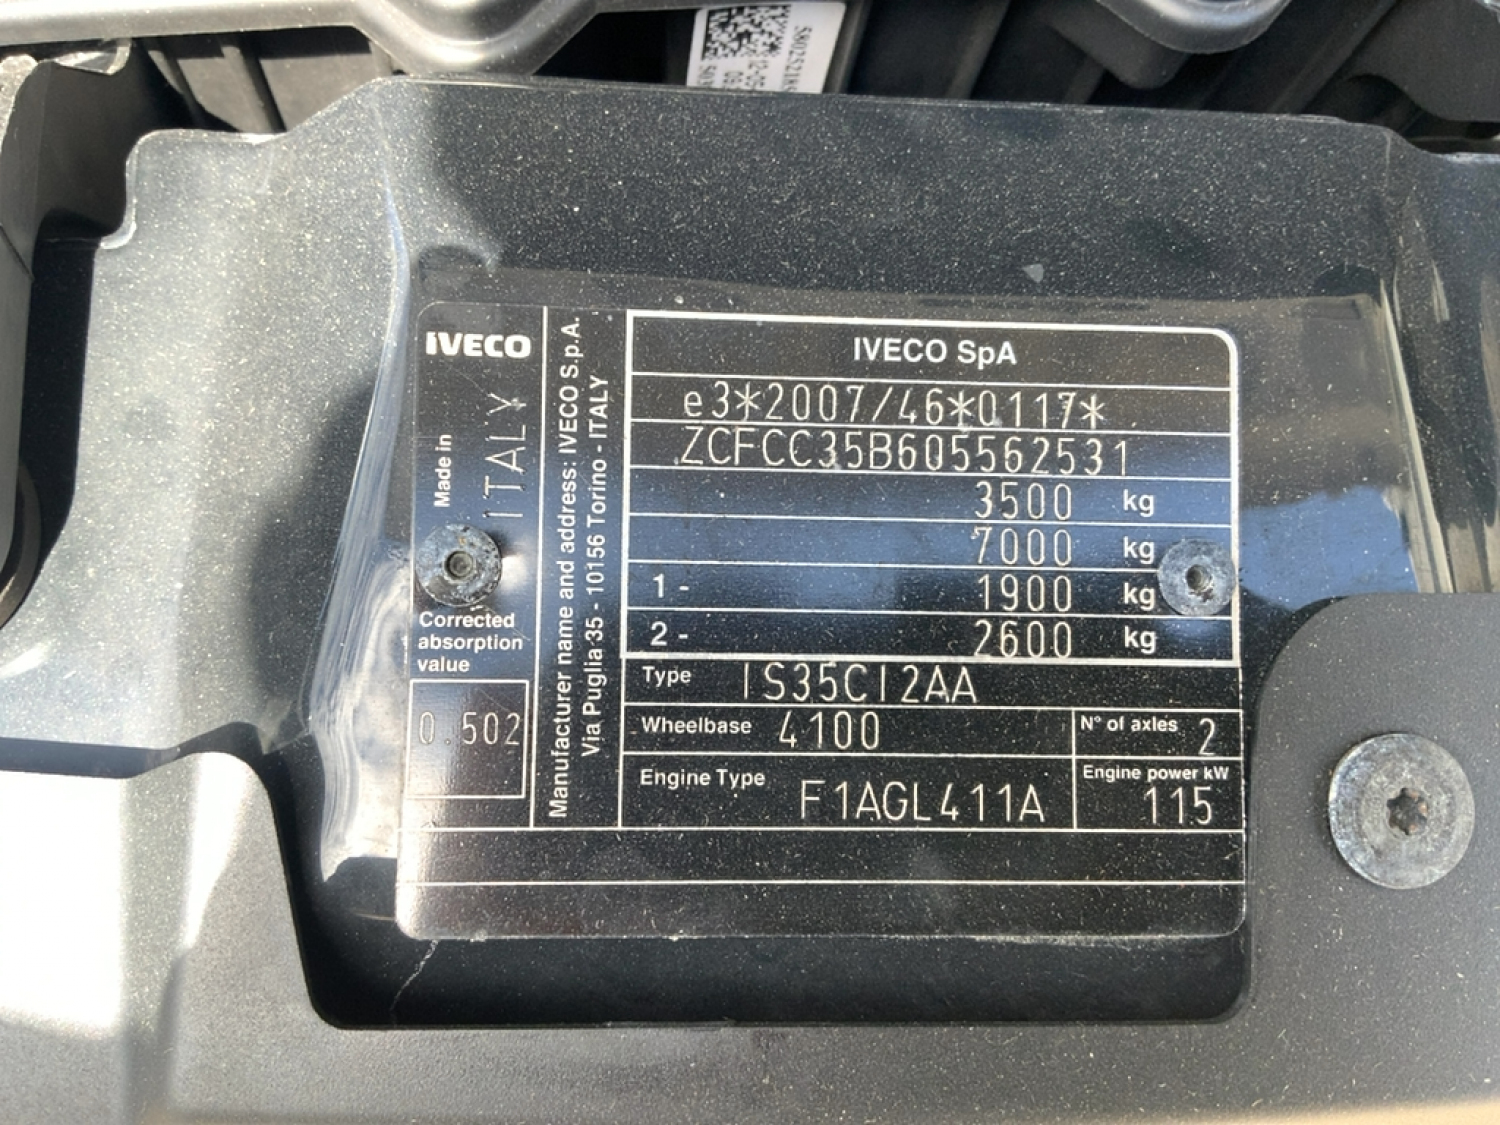 IVECO
Made in
ITALY
Corrected
absorption
value
0.502
Manufacturer name and address: IVECO S.p.A.
Via Puglia 35 - 10156 Torino - ITALY
IVECO SpA
e3*2007/46*0117*
ZCFCC35B605562531
3500 kg
7000 kg
1 - 1900 kg
2 - 2600 kg
Type IS35CI2AA
Wheelbase 4100
N° of axles 2
Engine Type F1AGL411A
Engine power kW
115